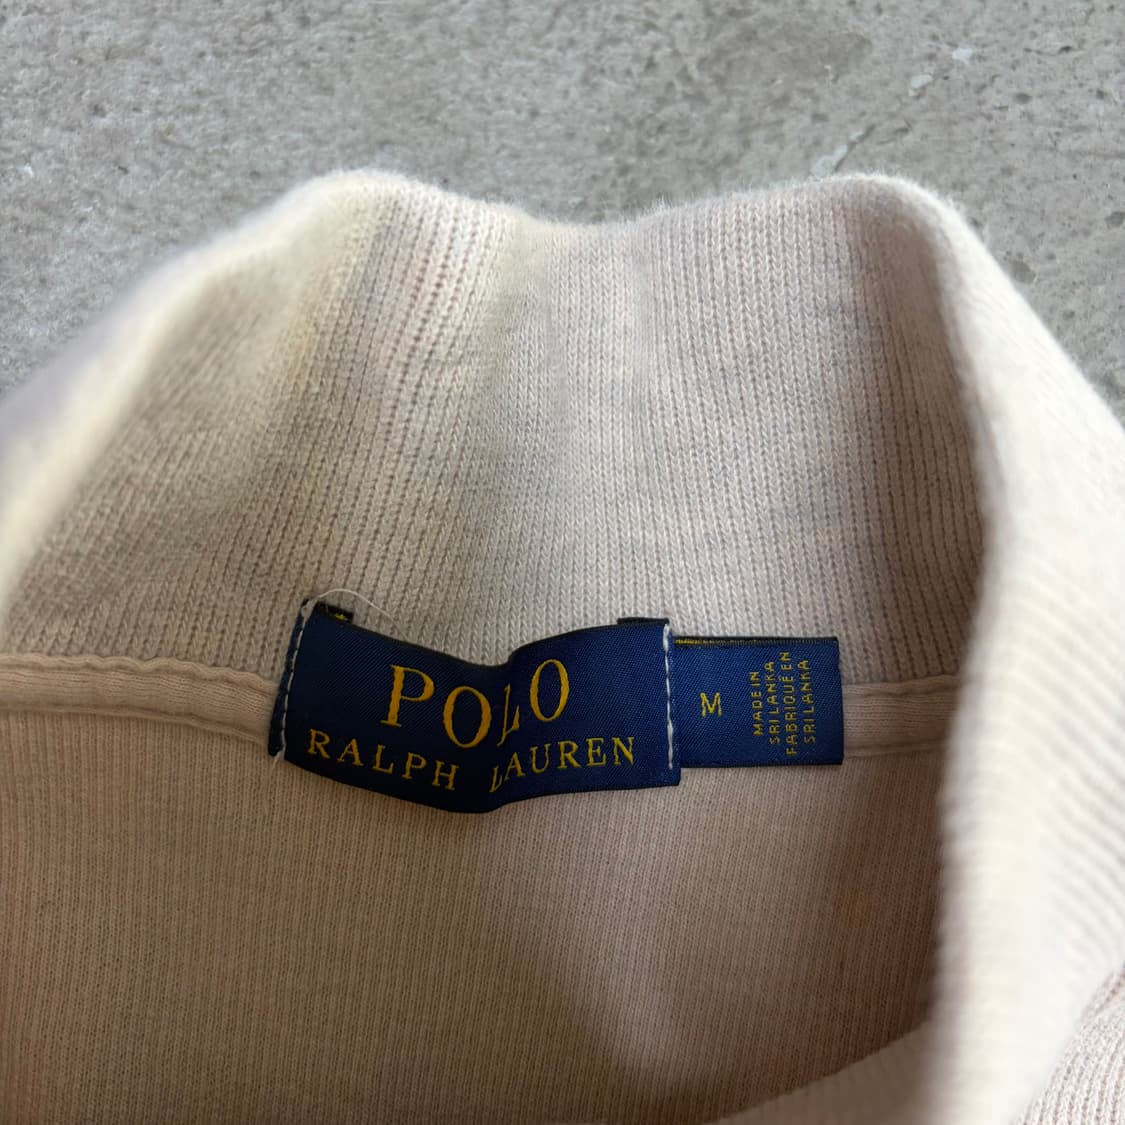 POLO
RALPH LAUREN
M
MADE IN
SRI LANKA
FABRIQUÉ EN
SRI LANKA